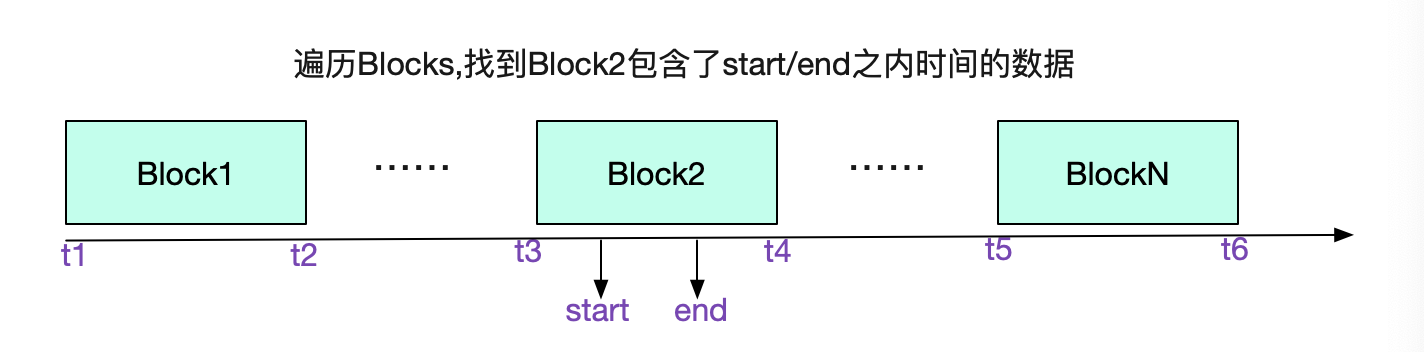 遍历Blocks,找到Block2包含了start/end之内时间的数据
Block1 ...... Block2 ...... BlockN
t1 t2 t3 t4 t5 t6
start end